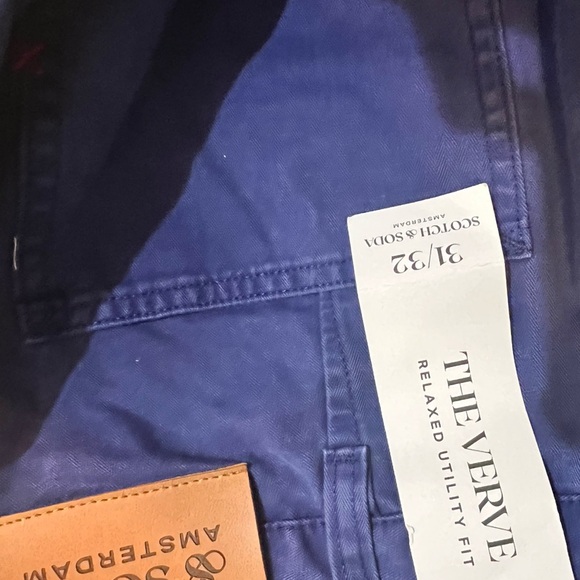 SCOTCH & SODA
AMSTERDAM
31/32
THE VERVE
RELAXED UTILITY FIT
&
AMSTERDAM